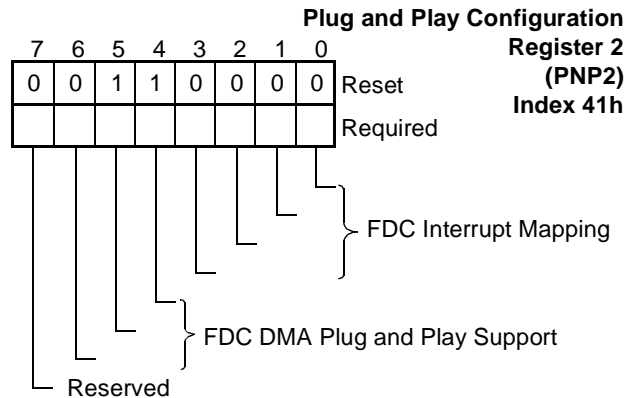 Plug and Play Configuration
Register 2
(PNP2)
Index 41h
7 6 5 4 3 2 1 0
0 0 1 1 0 0 0 0 Reset
Required
FDC Interrupt Mapping
FDC DMA Plug and Play Support
Reserved